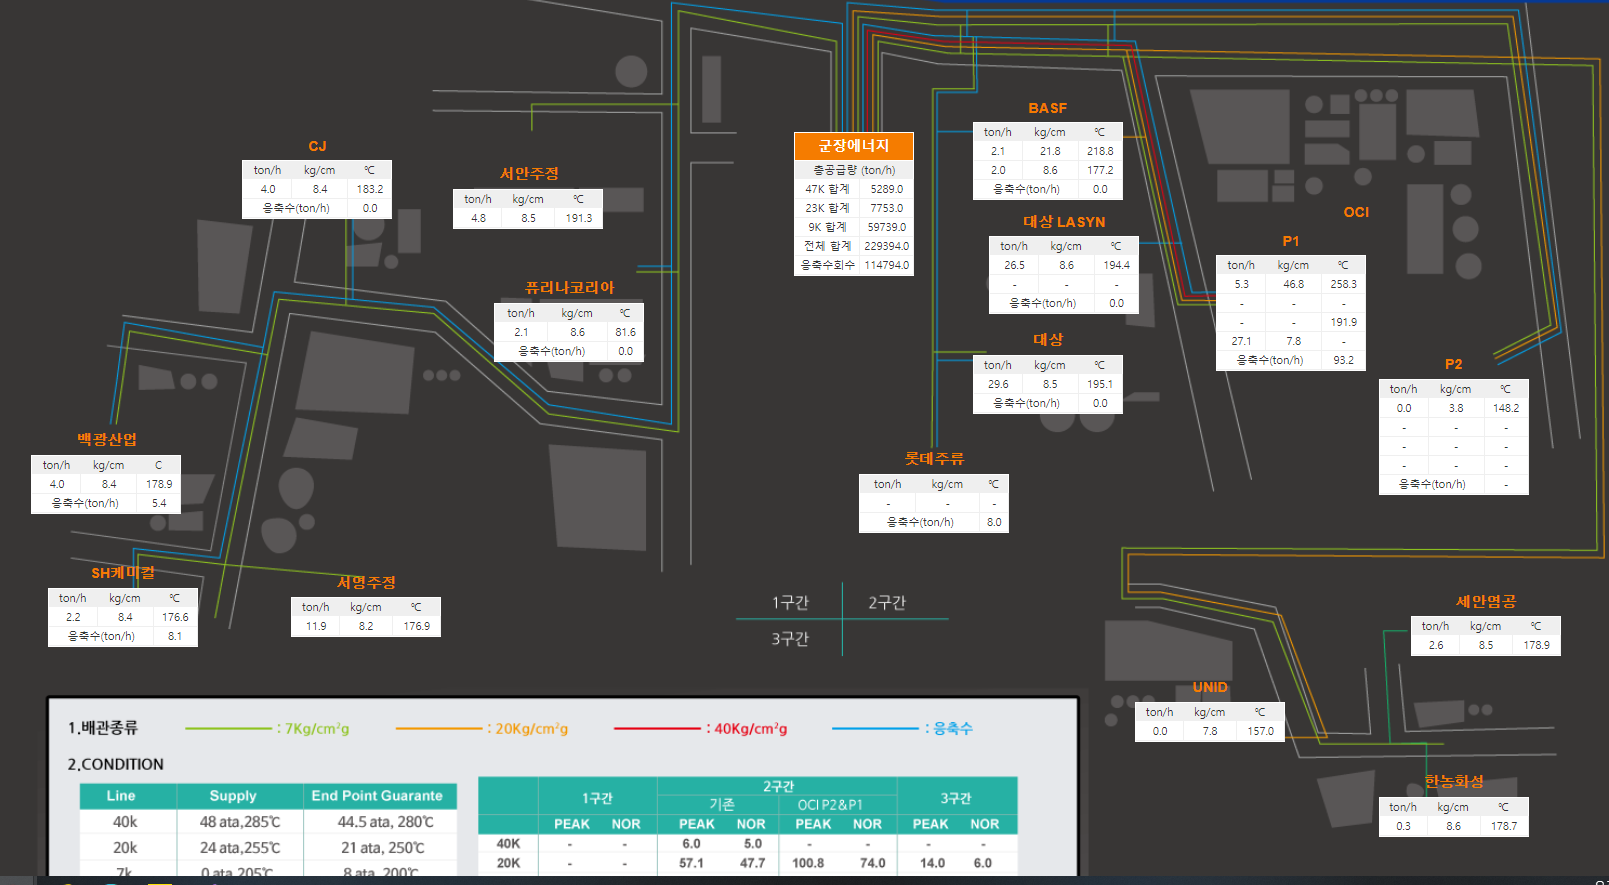 CJ
ton/h kg/cm ℃
4.0 8.4 183.2
응축수(ton/h) 0.0
서안주정
ton/h kg/cm ℃
4.8 8.5 191.3
퓨리나코리아
ton/h kg/cm ℃
2.1 8.6 81.6
응축수(ton/h) 0.0
백광산업
ton/h kg/cm C
4.0 8.4 178.9
응축수(ton/h) 5.4
SH케미컬
ton/h kg/cm ℃
2.2 8.4 176.6
응축수(ton/h) 8.1
서영주정
ton/h kg/cm ℃
11.9 8.2 176.9
군장에너지
총공급량 (ton/h)
47K 합계 5289.0
23K 합계 7753.0
9K 합계 59739.0
전체 합계 229394.0
응축수회수 114794.0
BASF
ton/h kg/cm ℃
2.1 21.8 218.8
2.0 8.6 177.2
응축수(ton/h) 0.0
대상 LASYN
ton/h kg/cm ℃
26.5 8.6 194.4
- - -
응축수(ton/h) 0.0
대상
ton/h kg/cm ℃
29.6 8.5 195.1
응축수(ton/h) 0.0
롯데주류
ton/h kg/cm ℃
- - -
응축수(ton/h) 8.0
OCI
P1
ton/h kg/cm ℃
5.3 46.8 258.3
- - -
- - 191.9
27.1 7.8 -
응축수(ton/h) 93.2
P2
ton/h kg/cm ℃
0.0 3.8 148.2
- - -
- - -
- - -
응축수(ton/h) -
1구간 2구간
3구간
세안염공
ton/h kg/cm ℃
2.6 8.5 178.9
UNID
ton/h kg/cm ℃
0.0 7.8 157.0
한농화성
ton/h kg/cm ℃
0.3 8.6 178.7
1.배관종류 : 7Kg/cm²g : 20Kg/cm²g : 40Kg/cm²g : 응축수
2.CONDITION
Line Supply End Point Guarante
40k 48 ata,285℃ 44.5 ata, 280℃
20k 24 ata,255℃ 21 ata, 250℃
7k 0 ata,205℃ 8 ata, 200℃
1구간 2구간 3구간
기존 OCI P2&P1
PEAK NOR PEAK NOR PEAK NOR PEAK NOR
40K - - 6.0 5.0 - - - -
20K - - 57.1 47.7 100.8 74.0 14.0 6.0